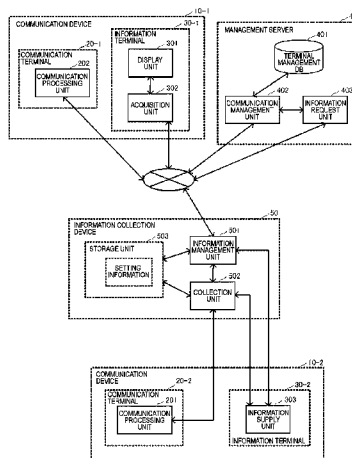 10-1
COMMUNICATION DEVICE
20-1
COMMUNICATION
TERMINAL
202
COMMUNICATION
PROCESSING
UNIT
30-1
INFORMATION
TERMINAL
301
DISPLAY
UNIT
302
ACQUISITION
UNIT
MANAGEMENT SERVER
401
TERMINAL
MANAGEMENT
DB
402
COMMUNICATION
MANAGEMENT
UNIT
403
INFORMATION
REQUEST
UNIT
50
INFORMATION COLLECTION
DEVICE
503
STORAGE UNIT
SETTING
INFORMATION
501
INFORMATION
MANAGEMENT
UNIT
502
COLLECTION
UNIT
10-2
COMMUNICATION
DEVICE
20-2
COMMUNICATION
TERMINAL
201
COMMUNICATION
PROCESSING
UNIT
30-2
303
INFORMATION
SUPPLY
UNIT
INFORMATION TERMINAL